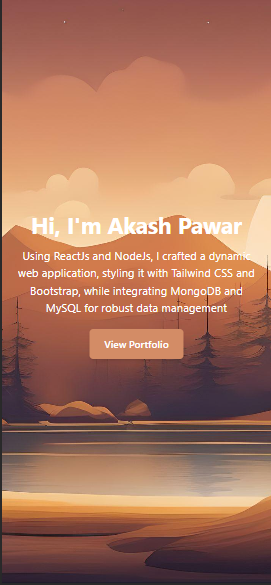 Hi, I'm Akash Pawar
Using ReactJs and NodeJs, I crafted a dynamic
web application, styling it with Tailwind CSS and
Bootstrap, while integrating MongoDB and
MySQL for robust data management
View Portfolio